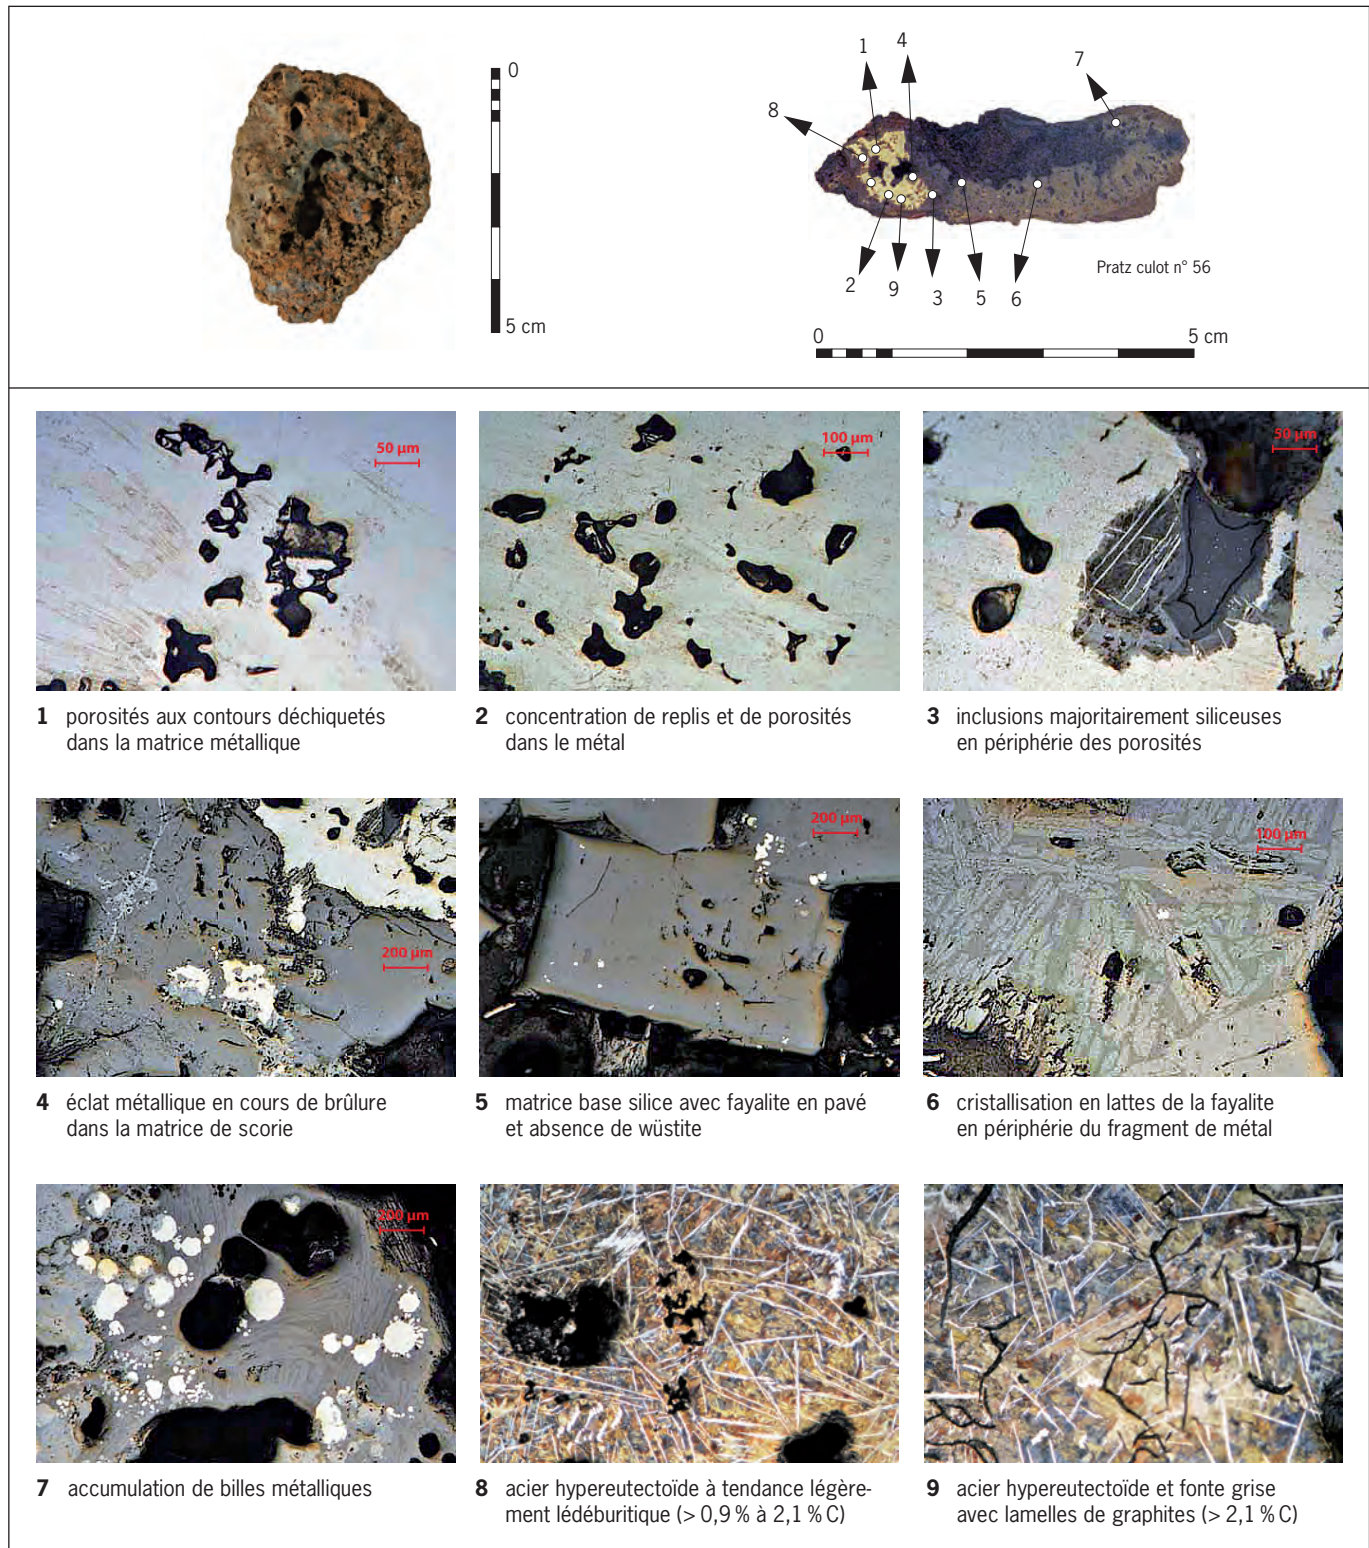 0
5 cm
1
4
7
8
2
9
3
5
6
Pratz culot n° 56
0
5 cm
50 µm
100 µm
50 µm
1 porosités aux contours déchiquetés
dans la matrice métallique
2 concentration de replis et de porosités
dans le métal
3 inclusions majoritairement siliceuses
en périphérie des porosités
200 µm
200 µm
100 µm
4 éclat métallique en cours de brûlure
dans la matrice de scorie
5 matrice base silice avec fayalite en pavé
et absence de wüstite
6 cristallisation en lattes de la fayalite
en périphérie du fragment de métal
200 µm
7 accumulation de billes métalliques
8 acier hypereutectoïde à tendance légère-
ment lédéburitique (> 0,9 % à 2,1 % C)
9 acier hypereutectoïde et fonte grise
avec lamelles de graphites (> 2,1 % C)